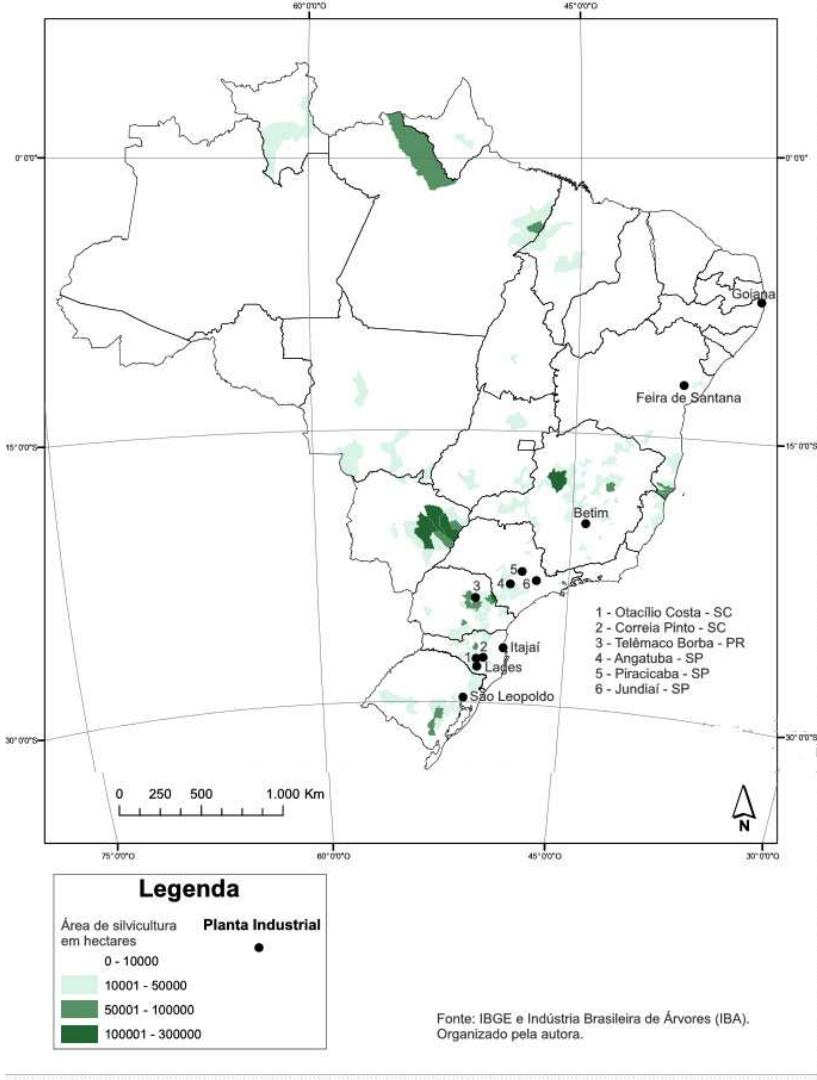 60°0'0"O
45°0'0"O
0°0'0"
0°0'0"
Goiana
Feira de Santana
15°0'0"S
15°0'0"S
Betim
5
4
6
3
1 - Otacílio Costa - SC
2 - Correia Pinto - SC
3 - Telêmaco Borba - PR
4 - Angatuba - SP
5 - Piracicaba - SP
6 - Jundiaí - SP
2
Itajaí
1
Lages
São Leopoldo
30°0'0"S
30°0'0"S
0 250 500 1.000 Km
N
75°0'0"O
60°0'0"O
45°0'0"O
30°0'0"O
Legenda
Área de silvicultura
em hectares
Planta Industrial
0 - 10000
10001 - 50000
50001 - 100000
100001 - 300000
Fonte: IBGE e Indústria Brasileira de Árvores (IBA).
Organizado pela autora.